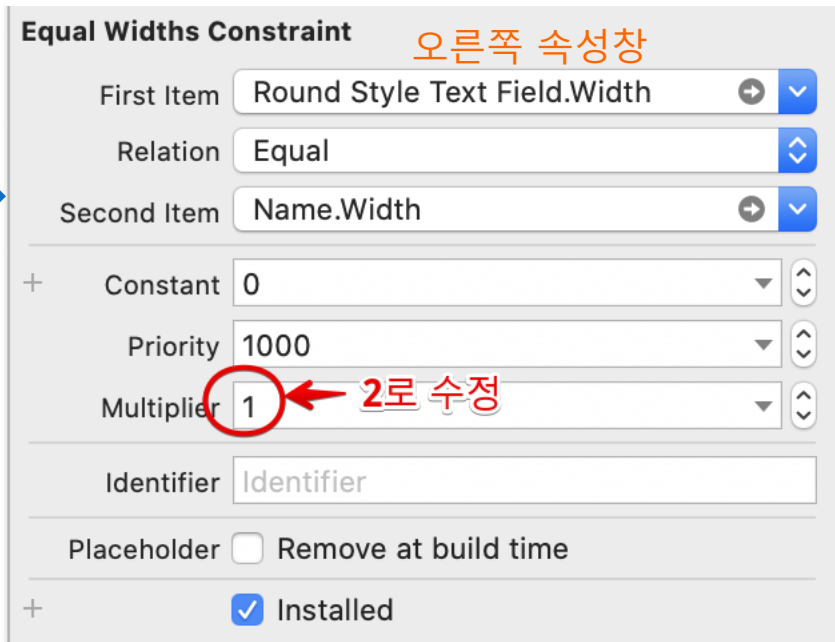 Equal Widths Constraint
오른쪽 속성창
First Item Round Style Text Field.Width
Relation Equal
Second Item Name.Width
+ Constant 0
Priority 1000
Multiplier 1 2로 수정
Identifier Identifier
Placeholder Remove at build time
+ Installed